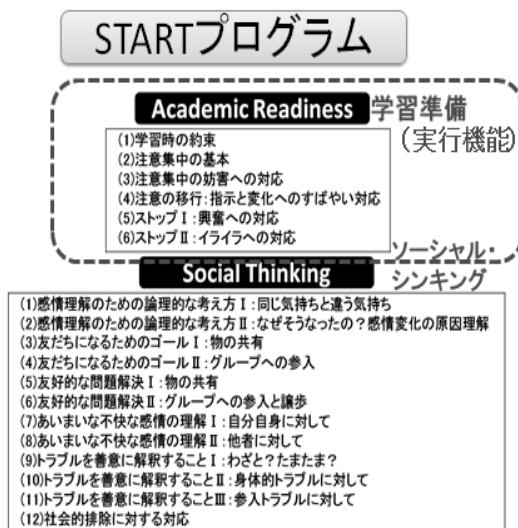 STARTプログラム
Academic Readiness 学習準備
(実行機能)
(1)学習時の約束
(2)注意集中の基本
(3)注意集中の妨害への対応
(4)注意の移行:指示と変化へのすばやい対応
(5)ストップⅠ:興奮への対応
(6)ストップⅡ:イライラへの対応
ソーシャル・
Social Thinking シンキング
(1)感情理解のための論理的な考え方Ⅰ:同じ気持ちと違う気持ち
(2)感情理解のための論理的な考え方Ⅱ:なぜそうなったの?感情変化の原因理解
(3)友だちになるためのゴールⅠ:物の共有
(4)友だちになるためのゴールⅡ:グループへの参入
(5)友好的な問題解決Ⅰ:物の共有
(6)友好的な問題解決Ⅱ:グループへの参入と譲歩
(7)あいまいな不快な感情の理解Ⅰ:自分自身に対して
(8)あいまいな不快な感情の理解Ⅱ:他者に対して
(9)トラブルを善意に解釈することⅠ:わざと?たまたま?
(10)トラブルを善意に解釈することⅡ:身体的トラブルに対して
(11)トラブルを善意に解釈することⅢ:参入トラブルに対して
(12)社会的排除に対する対応